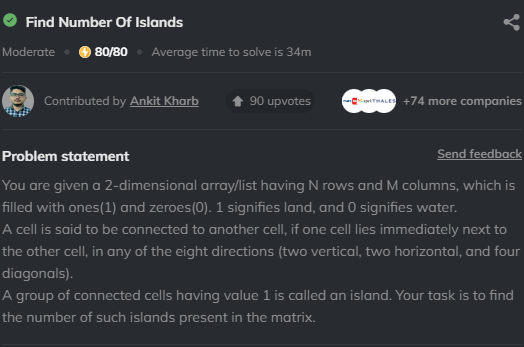 Find Number Of Islands
Moderate 80/80 Average time to solve is 34m
Contributed by Ankit Kharb 90 upvotes THALES +74 more companies
Problem statement Send feedback
You are given a 2-dimensional array/list having N rows and M columns, which is
filled with ones(1) and zeroes(0). 1 signifies land, and 0 signifies water.
A cell is said to be connected to another cell, if one cell lies immediately next to
the other cell, in any of the eight directions (two vertical, two horizontal, and four
diagonals).
A group of connected cells having value 1 is called an island. Your task is to find
the number of such islands present in the matrix.